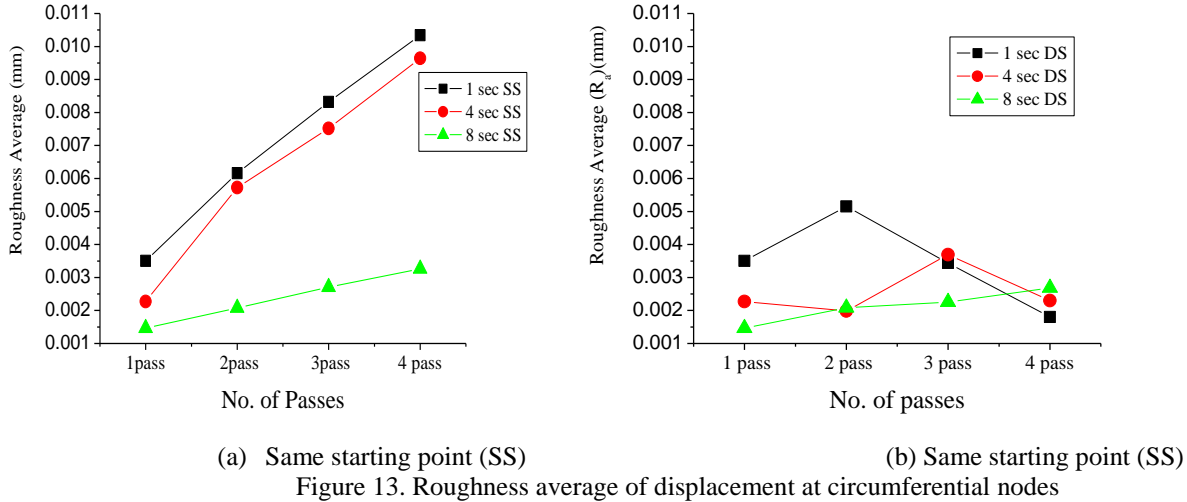 0.011
0.010
0.009
0.008
0.007
0.006
0.005
0.004
0.003
0.002
0.001
Roughness Average (mm)
1 sec SS
4 sec SS
8 sec SS
1pass 2pass 3pass 4 pass
No. of Passes
0.011
0.010
0.009
0.008
0.007
0.006
0.005
0.004
0.003
0.002
0.001
Roughness Average (Ra)(mm)
1 sec DS
4 sec DS
8 sec DS
1 pass 2 pass 3 pass 4 pass
No. of passes
(a) Same starting point (SS) (b) Same starting point (SS)
Figure 13. Roughness average of displacement at circumferential nodes